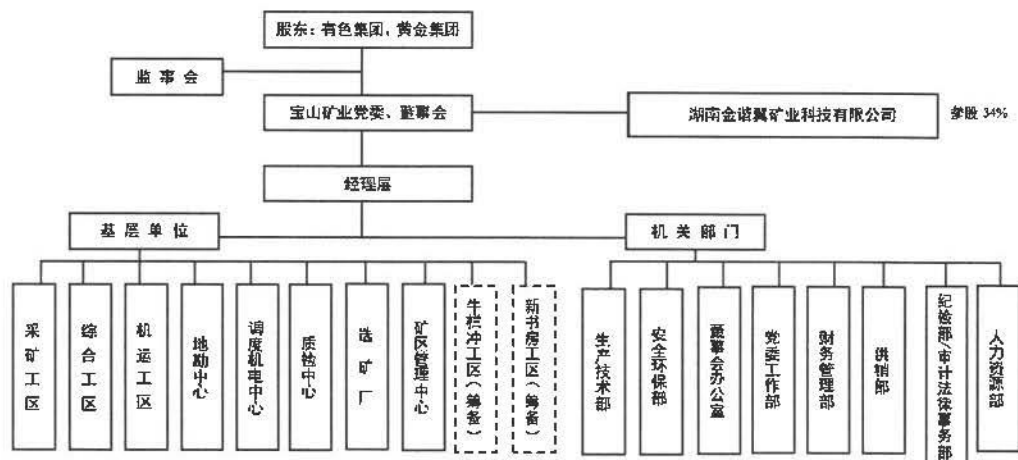 股东：有色集团，黄金集团
监事会
宝山矿业党委、董事会
湖南金诺翼矿业科技有限公司
参股 34%
经理层
基层单位
机关部门
采矿工区
综合工区
机运工区
地勘中心
调度机电中心
质检中心
选矿厂
矿区管理中心
牛栏冲工区（筹备）
新书房工区（筹备）
生产技术部
安全环保部
董事会办公室
党委工作部
财务管理部
供销部
纪检部/审计法律事务部
人力资源部